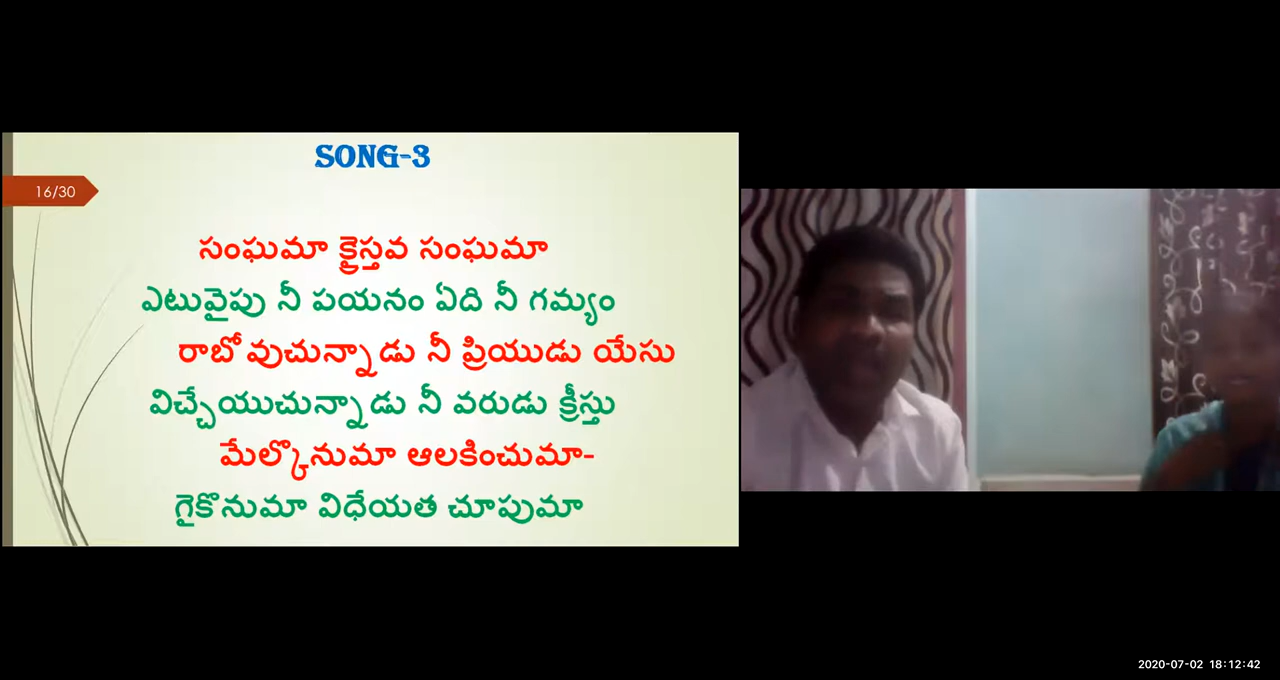 SONG-3
16/30
సంఘమా క్రైస్తవ సంఘమా
ఎటువైపు నీ పయనం ఏది నీ గమ్యం
రాబోవుచున్నాడు నీ ప్రియుడు యేసు
విచ్చేయుచున్నాడు నీ వరుడు క్రీస్తు
మేల్కొనుమా ఆలకించుమా-
గైకొనుమా విధేయత చూపుమా
2020-07-02 18:12:42